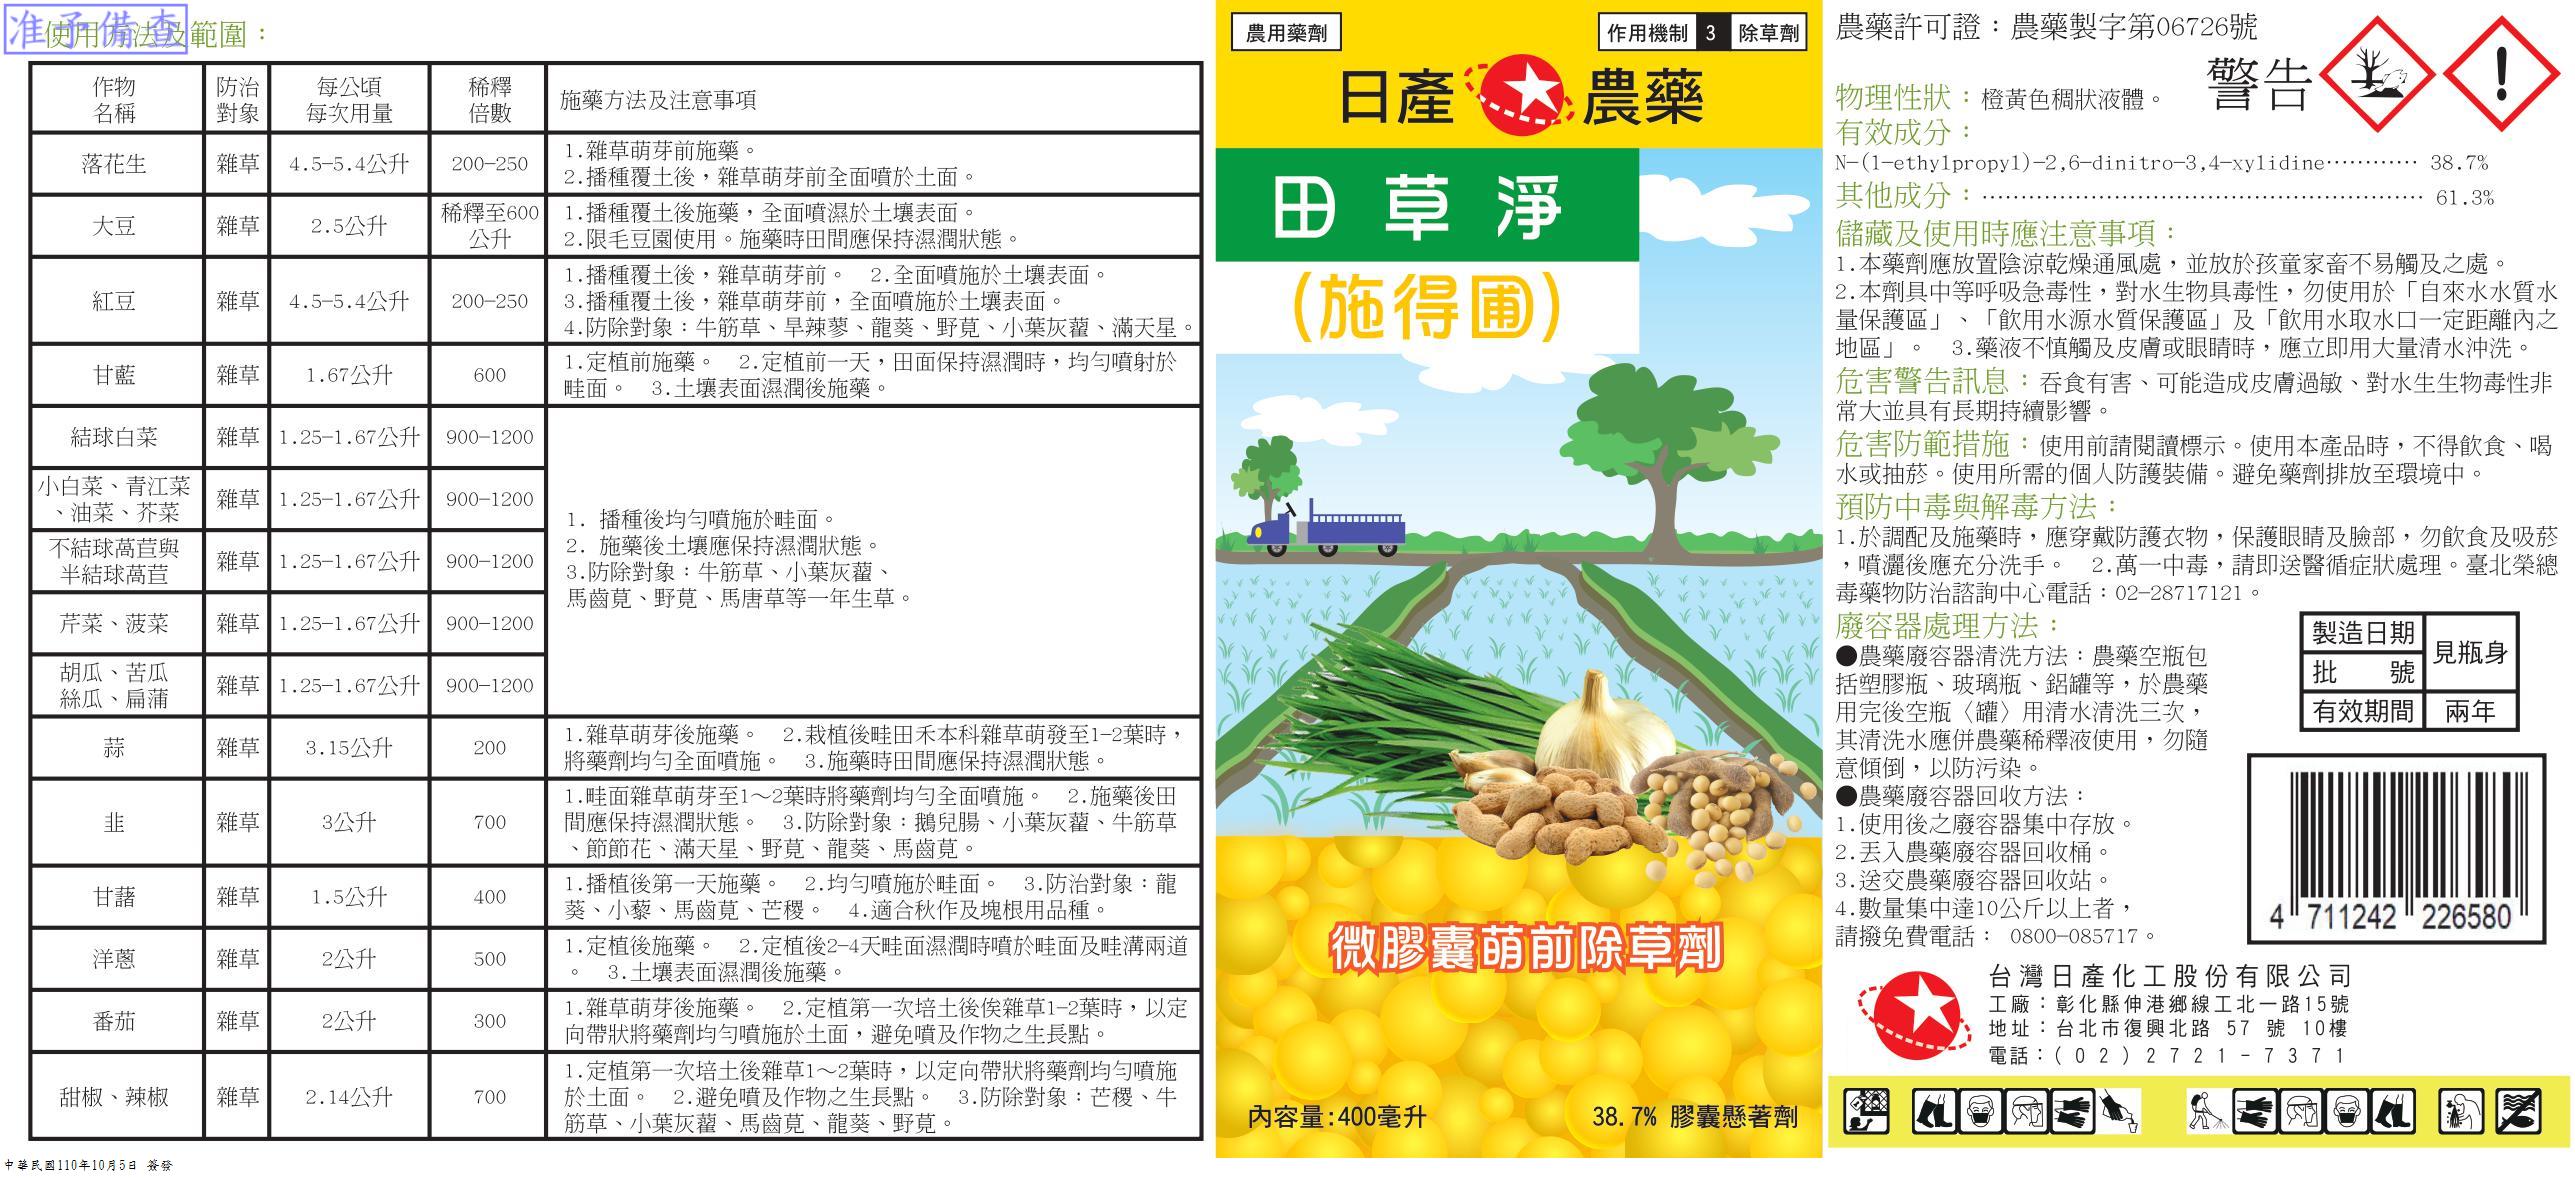 准予備查
使用方法及範圍：
作物名稱 防治對象 每公頃每次用量 稀釋倍數 施藥方法及注意事項
落花生 雜草 4.5-5.4公升 200-250 1.雜草萌芽前施藥。
2.播種覆土後，雜草萌芽前全面噴於土面。
大豆 雜草 2.5公升 稀釋至600公升 1.播種覆土後施藥，全面噴濕於土壤表面。
2.限毛豆園使用。施藥時田間應保持濕潤狀態。
紅豆 雜草 4.5-5.4公升 200-250 1.播種覆土後，雜草萌芽前。 2.全面噴施於土壤表面。
3.播種覆土後，雜草萌芽前，全面噴施於土壤表面。
4.防除對象：牛筋草、旱辣蓼、龍葵、野莧、小葉灰藋、滿天星。
甘藍 雜草 1.67公升 600 1.定植前施藥。 2.定植前一天，田面保持濕潤時，均勻噴射於
畦面。 3.土壤表面濕潤後施藥。
結球白菜 雜草 1.25-1.67公升 900-1200
小白菜、青江菜
、油菜、芥菜 雜草 1.25-1.67公升 900-1200
不結球萵苣與
半結球萵苣 雜草 1.25-1.67公升 900-1200
芹菜、菠菜 雜草 1.25-1.67公升 900-1200
胡瓜、苦瓜
絲瓜、扁蒲 雜草 1.25-1.67公升 900-1200
1. 播種後均勻噴施於畦面。
2. 施藥後土壤應保持濕潤狀態。
3.防除對象：牛筋草、小葉灰藋、
馬齒莧、野莧、馬唐草等一年生草。
蒜 雜草 3.15公升 200 1.雜草萌芽後施藥。 2.栽植後畦田禾本科雜草萌發至1-2葉時，
將藥劑均勻全面噴施。 3.施藥時田間應保持濕潤狀態。
韭 雜草 3公升 700 1.畦面雜草萌芽至1～2葉時將藥劑均勻全面噴施。 2.施藥後田
間應保持濕潤狀態。 3.防除對象：鵝兒腸、小葉灰藋、牛筋草
、節節花、滿天星、野莧、龍葵、馬齒莧。
甘藷 雜草 1.5公升 400 1.播植後第一天施藥。 2.均勻噴施於畦面。 3.防治對象：龍
葵、小藜、馬齒莧、芒稷。 4.適合秋作及塊根用品種。
洋蔥 雜草 2公升 500 1.定植後施藥。 2.定植後2-4天畦面濕潤時噴於畦面及畦溝兩道
。 3.土壤表面濕潤後施藥。
番茄 雜草 2公升 300 1.雜草萌芽後施藥。 2.定植第一次培土後俟雜草1-2葉時，以定
向帶狀將藥劑均勻噴施於土面，避免噴及作物之生長點。
甜椒、辣椒 雜草 2.14公升 700 1.定植第一次培土後雜草1～2葉時，以定向帶狀將藥劑均勻噴施
於土面。 2.避免噴及作物之生長點。 3.防除對象：芒稷、牛
筋草、小葉灰藋、馬齒莧、龍葵、野莧。
中華民國110年10月5日 簽發
農用藥劑
作用機制 3 除草劑
日產 農藥
田草淨
(施得圃)
微膠囊萌前除草劑
內容量:400毫升
38.7% 膠囊懸著劑
農藥許可證：農藥製字第06726號
警告
物理性狀：橙黃色稠狀液體。
有效成分：
N-(1-ethylpropyl)-2,6-dinitro-3,4-xylidine………… 38.7%
其他成分：………………………………………………… 61.3%
儲藏及使用時應注意事項：
1.本藥劑應放置陰涼乾燥通風處，並放於孩童家畜不易觸及之處。
2.本劑具中等呼吸急毒性，對水生物具毒性，勿使用於「自來水水質水
量保護區」、「飲用水源水質保護區」及「飲用水取水口一定距離內之
地區」。 3.藥液不慎觸及皮膚或眼睛時，應立即用大量清水沖洗。
危害警告訊息：吞食有害、可能造成皮膚過敏、對水生生物毒性非
常大並具有長期持續影響。
危害防範措施：使用前請閱讀標示。使用本產品時，不得飲食、喝
水或抽菸。使用所需的個人防護裝備。避免藥劑排放至環境中。
預防中毒與解毒方法：
1.於調配及施藥時，應穿戴防護衣物，保護眼睛及臉部，勿飲食及吸菸
，噴灑後應充分洗手。 2.萬一中毒，請即送醫循症狀處理。臺北榮總
毒藥物防治諮詢中心電話：02-28717121。
廢容器處理方法：
●農藥廢容器清洗方法：農藥空瓶包
括塑膠瓶、玻璃瓶、鋁罐等，於農藥
用完後空瓶〈罐〉用清水清洗三次，
其清洗水應併農藥稀釋液使用，勿隨
意傾倒，以防污染。
●農藥廢容器回收方法：
1.使用後之廢容器集中存放。
2.丟入農藥廢容器回收桶。
3.送交農藥廢容器回收站。
4.數量集中達10公斤以上者，
請撥免費電話： 0800-085717。
製造日期 見瓶身
批 號
有效期間 兩年
4 711242 226580
台灣日產化工股份有限公司
工廠：彰化縣伸港鄉線工北一路15號
地址：台北市復興北路 57 號 10樓
電話：(02)2721-7371